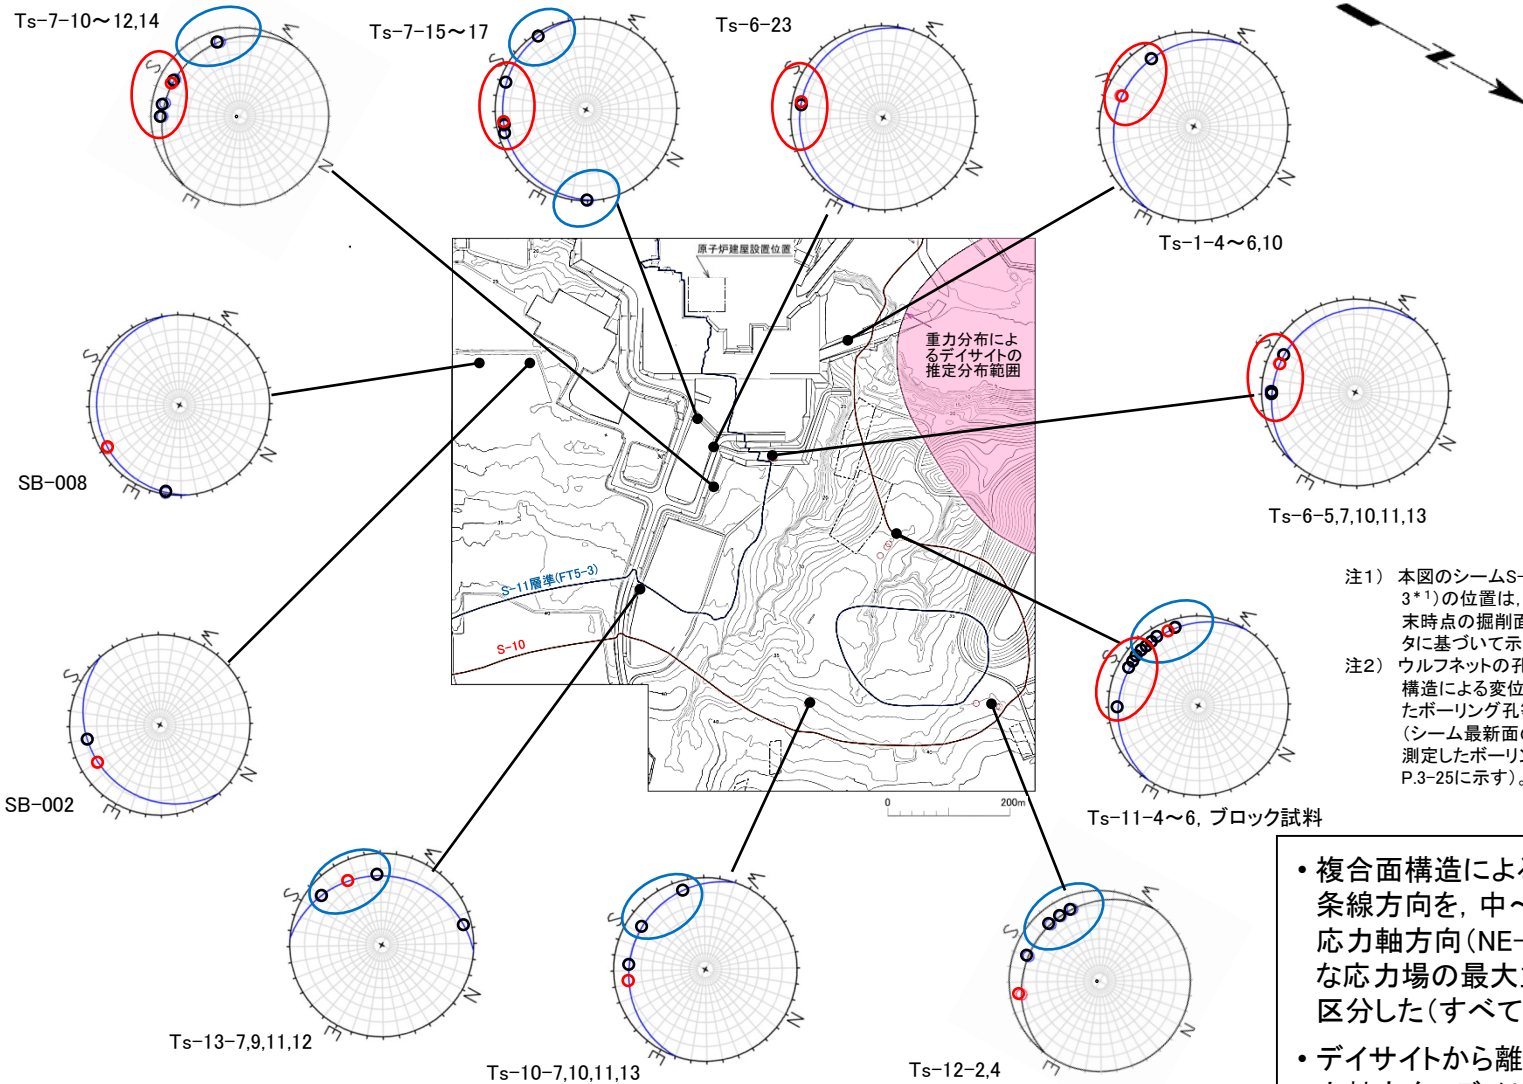 Ts-7-10～12,14
Ts-7-15～17
Ts-6-23
Ts-1-4～6,10
SB-008
SB-002
Ts-6-5,7,10,11,13
Ts-11-4～6, ブロック試料
Ts-13-7,9,11,12
Ts-10-7,10,11,13
Ts-12-2,4
原子炉建屋設置位置
重力分布によ
るデイサイトの
推定分布範囲
S-11層準(FT5-3)
S-10
0 200m
N
S W N E
S W N E
S W N E
W N E
S W N E
S W N E
S W N E
S W N E
S W N E
S W N E
S W N E
注1） 本図のシームS-
3*1)の位置は,
末時点の掘削面
タに基づいて示
注2） ウルフネットの孔
構造による変位
たボーリング孔等
（シーム最新面の
測定したボーリン
P.3-25に示す）。
• 複合面構造による
条線方向を, 中～
応力軸方向(NE-
な応力場の最大主
区分した(すべて
• デイサイトから離